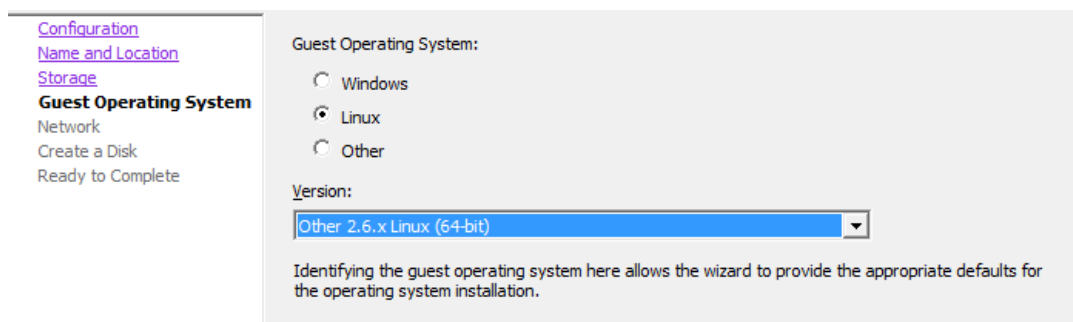 Configuration
Name and Location
Storage
Guest Operating System
Network
Create a Disk
Ready to Complete
Guest Operating System:
Windows
Linux
Other
Version:
Other 2.6.x Linux (64-bit)
Identifying the guest operating system here allows the wizard to provide the appropriate defaults for
the operating system installation.